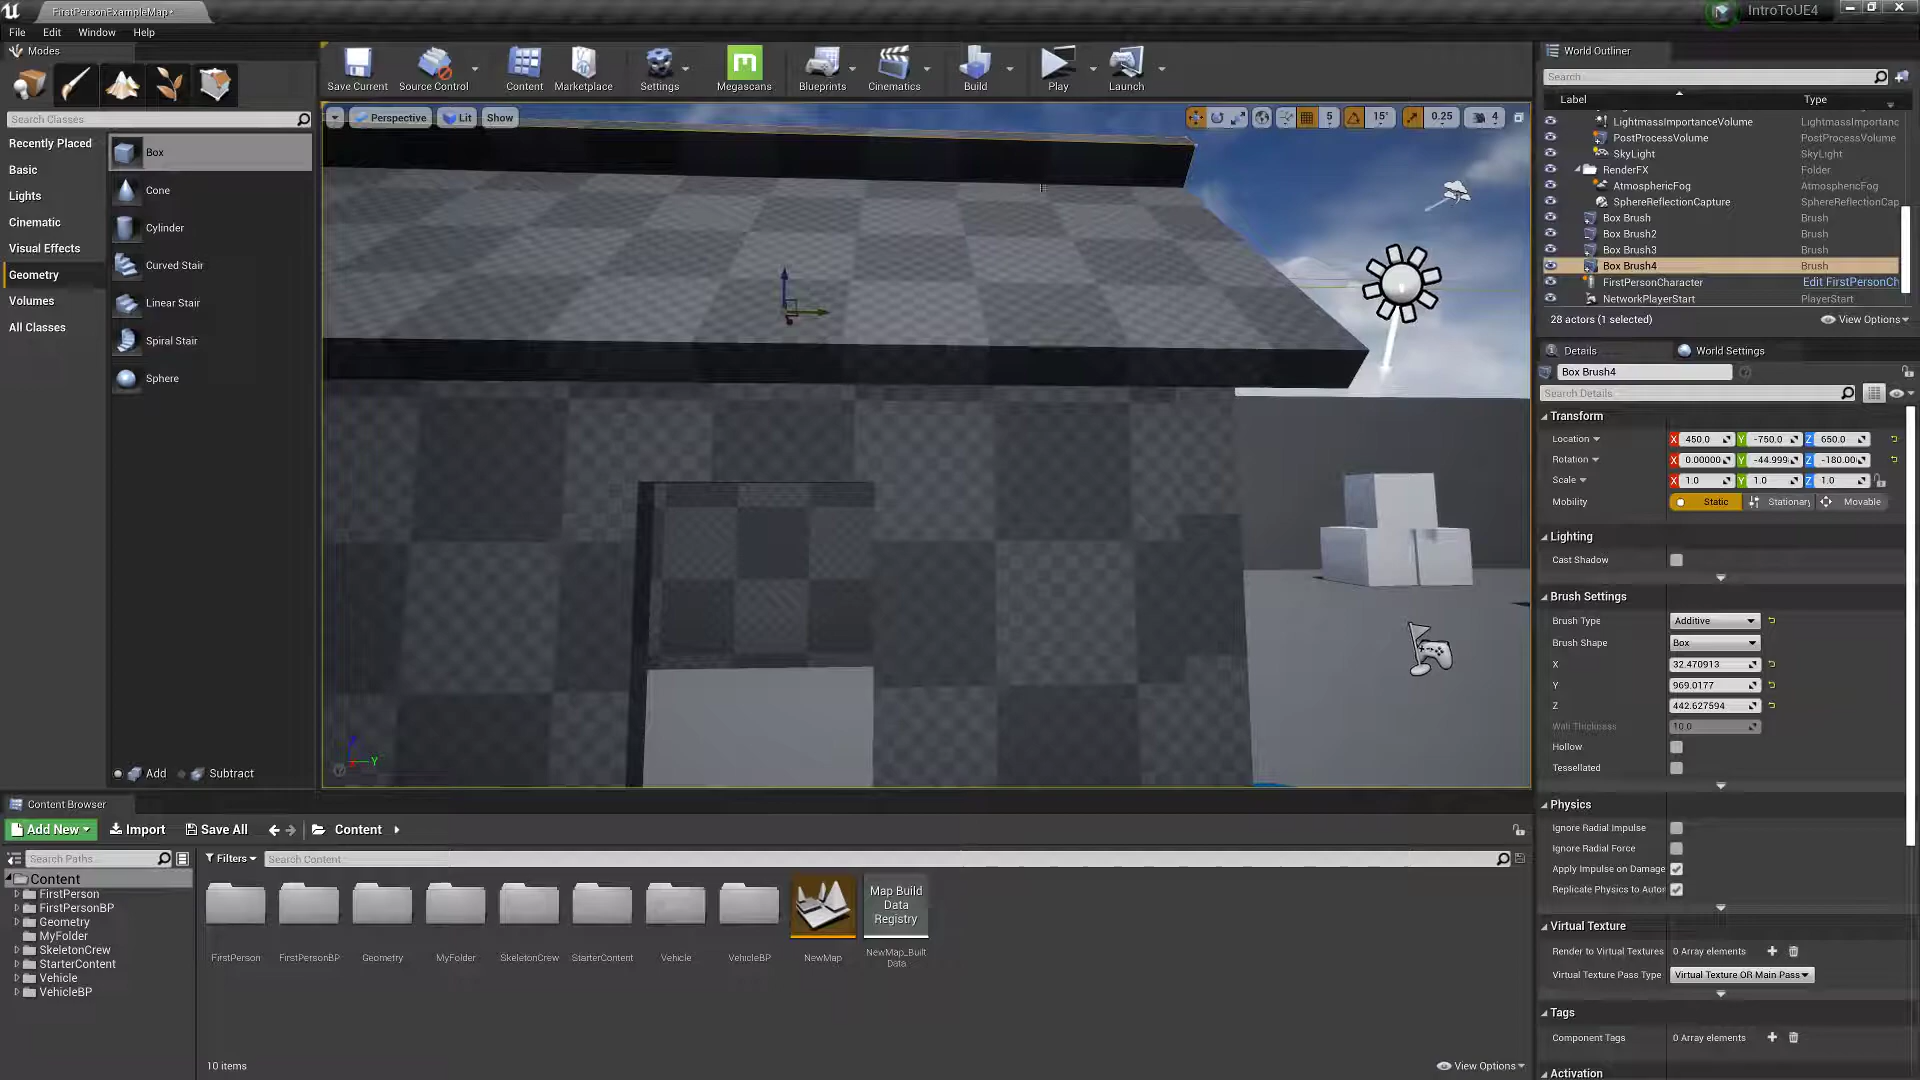 FirstPersonExampleMap*
IntroToUE4
File Edit Window Help
Modes
Search Classes
Recently Placed
Basic
Lights
Cinematic
Visual Effects
Geometry
Volumes
All Classes
Box
Cone
Cylinder
Curved Stair
Linear Stair
Spiral Stair
Sphere
Add Subtract
Save Current Source Control Content Marketplace Settings Megascans Blueprints Cinematics Build Play Launch
Perspective Lit Show
5 15° 0.25 4
Y
World Outliner
Search
Label Type
LightmassImportanceVolume LightmassImportanc
PostProcessVolume PostProcessVolume
SkyLight SkyLight
RenderFX Folder
AtmosphericFog AtmosphericFog
SphereReflectionCapture SphereReflectionCap
Box Brush Brush
Box Brush2 Brush
Box Brush3 Brush
Box Brush4 Brush
FirstPersonCharacter Edit FirstPersonCh
NetworkPlayerStart PlayerStart
28 actors (1 selected) View Options
Details World Settings
Box Brush4
Search Details
Transform
Location X 450.0 Y -750.0 Z 650.0
Rotation X 0.00000 Y -44.999 Z -180.00
Scale X 1.0 Y 1.0 Z 1.0
Mobility Static Stationary Movable
Lighting
Cast Shadow
Brush Settings
Brush Type Additive
Brush Shape Box
X 32.470913
Y 969.0177
Z 442.627594
Wall Thickness 10.0
Hollow
Tessellated
Physics
Ignore Radial Impulse
Ignore Radial Force
Apply Impulse on Damage
Replicate Physics to Autor
Virtual Texture
Render to Virtual Textures 0 Array elements
Virtual Texture Pass Type Virtual Texture OR Main Pass
Tags
Component Tags 0 Array elements
Activation
Content Browser
Add New Import Save All Content
Search Paths
Filters Search Content
Content
FirstPerson
FirstPersonBP
Geometry
MyFolder
SkeletonCrew
StarterContent
Vehicle
VehicleBP
Map Build
Data
Registry
FirstPerson FirstPersonBP Geometry MyFolder SkeletonCrew StarterContent Vehicle VehicleBP NewMap NewMap_Built
Data
10 items View Options